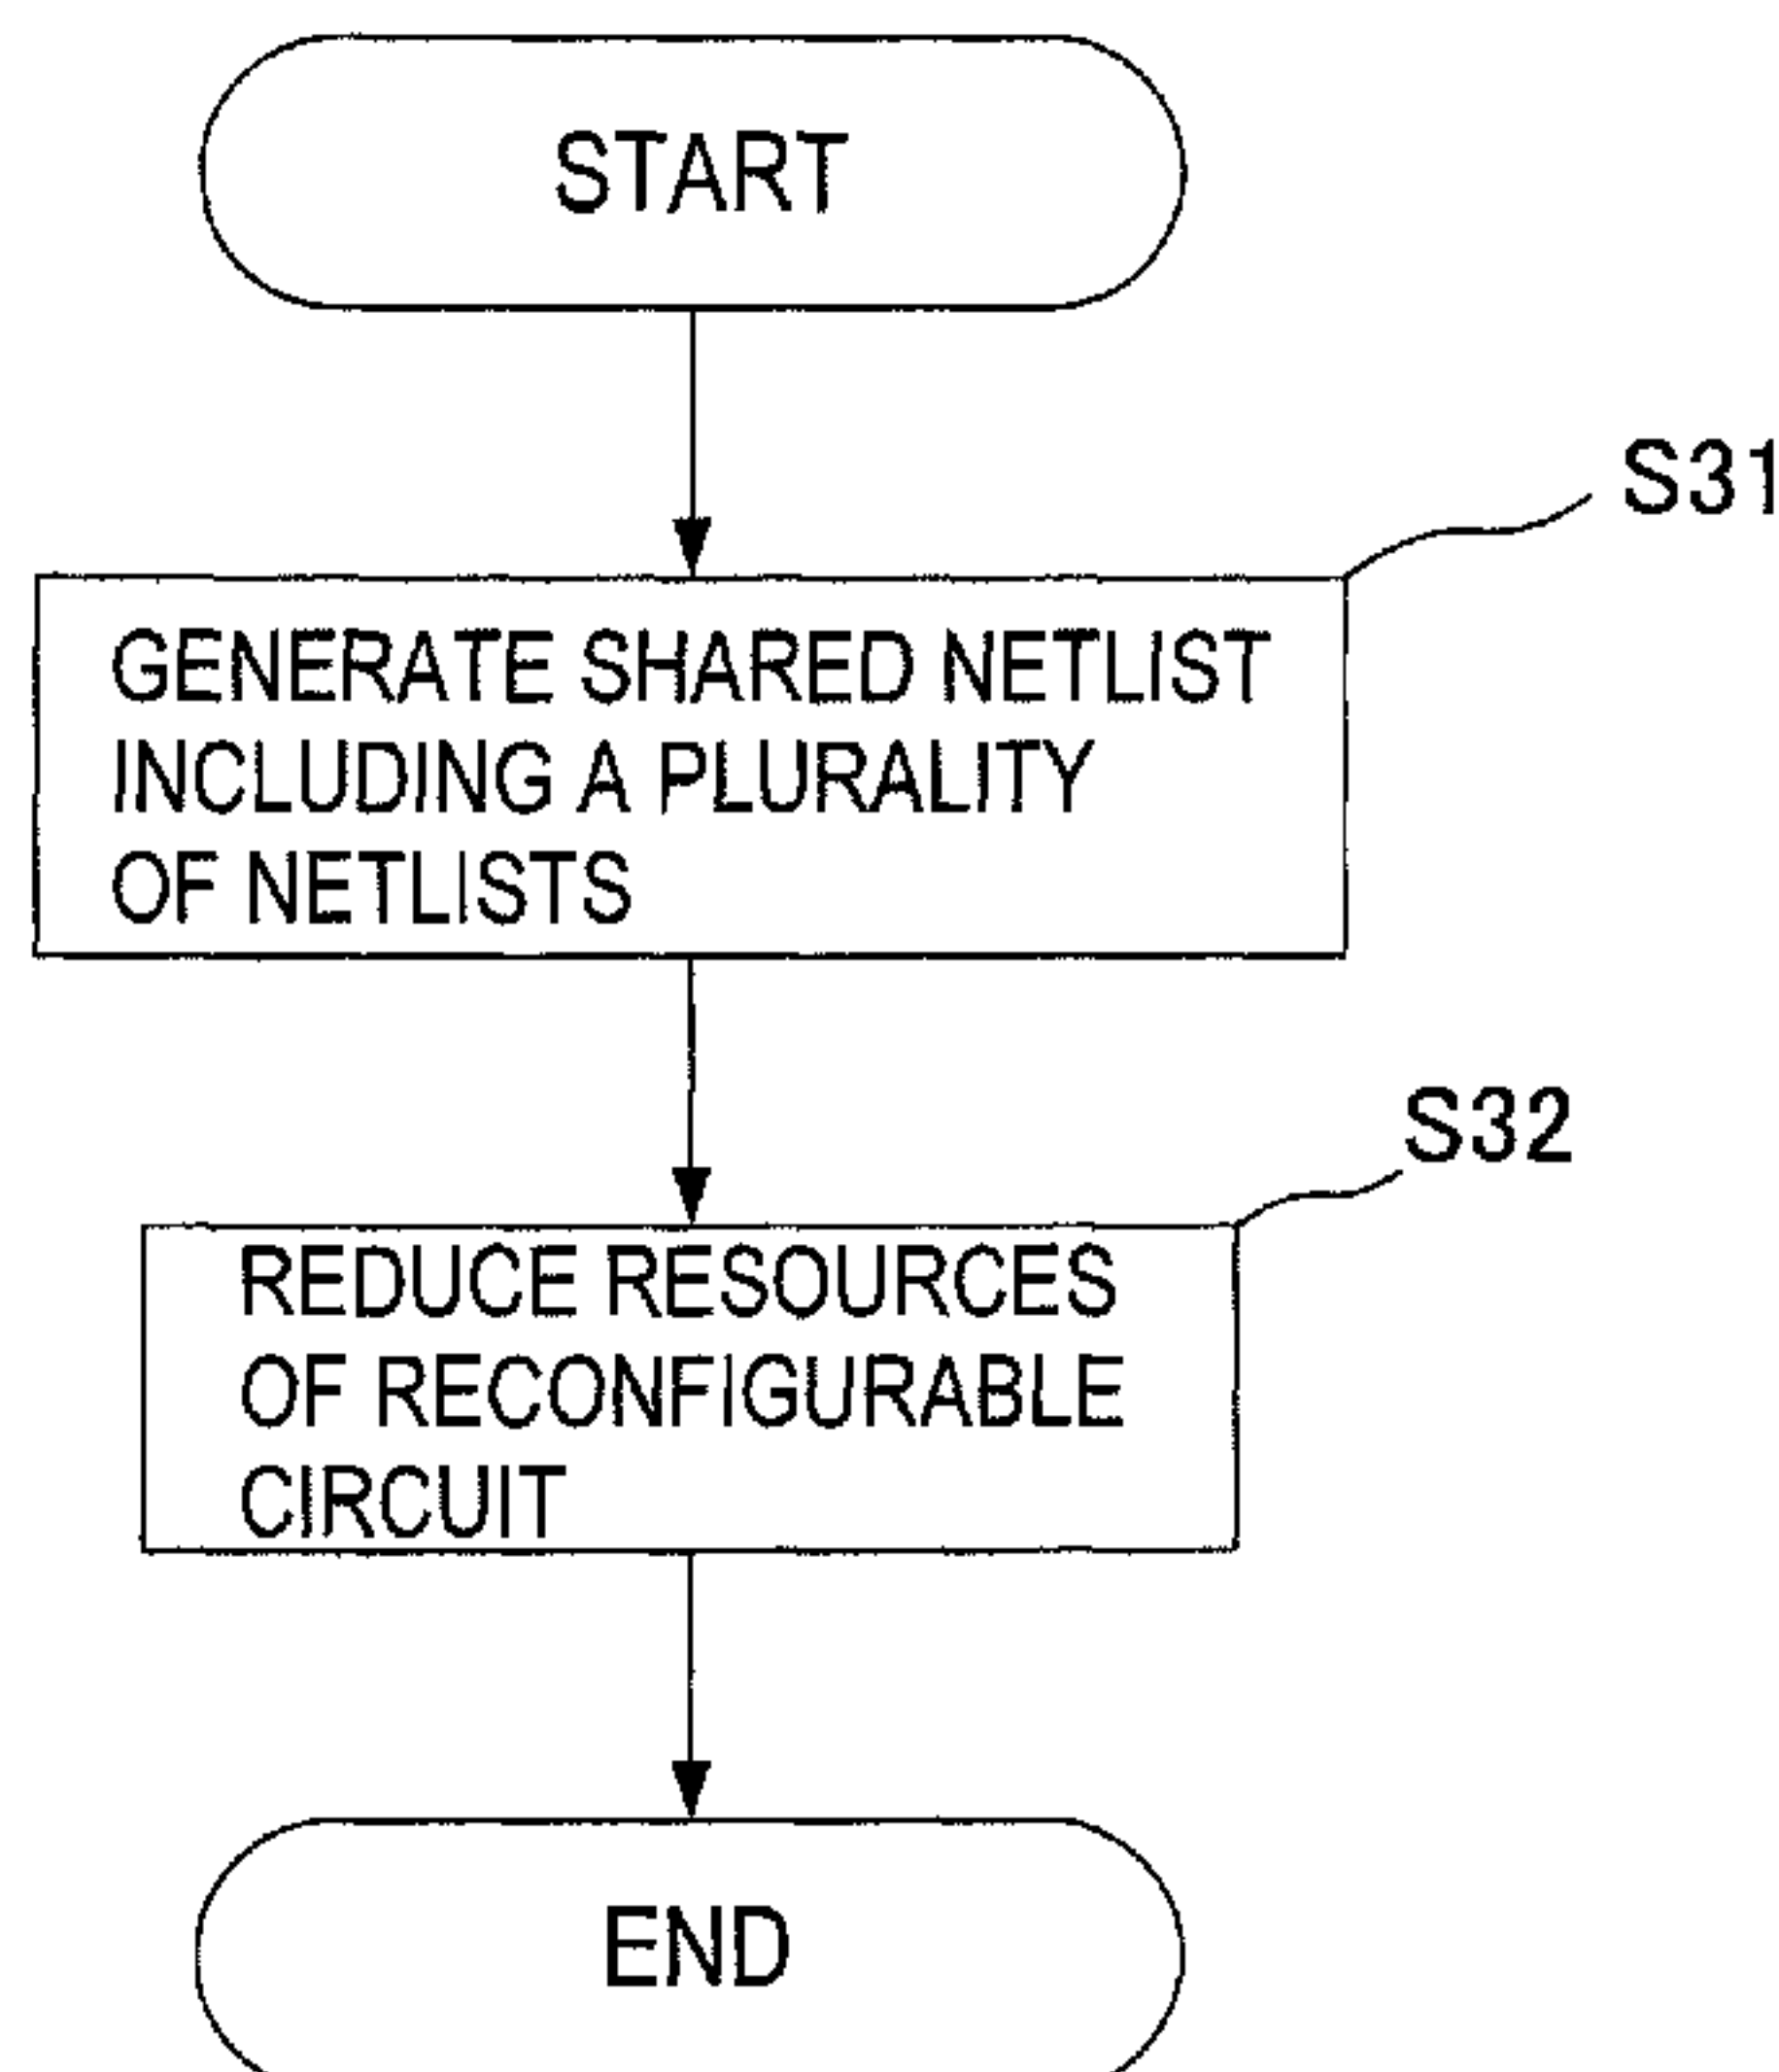 START
S31
GENERATE SHARED NETLIST
INCLUDING A PLURALITY
OF NETLISTS
S32
REDUCE RESOURCES
OF RECONFIGURABLE
CIRCUIT
END